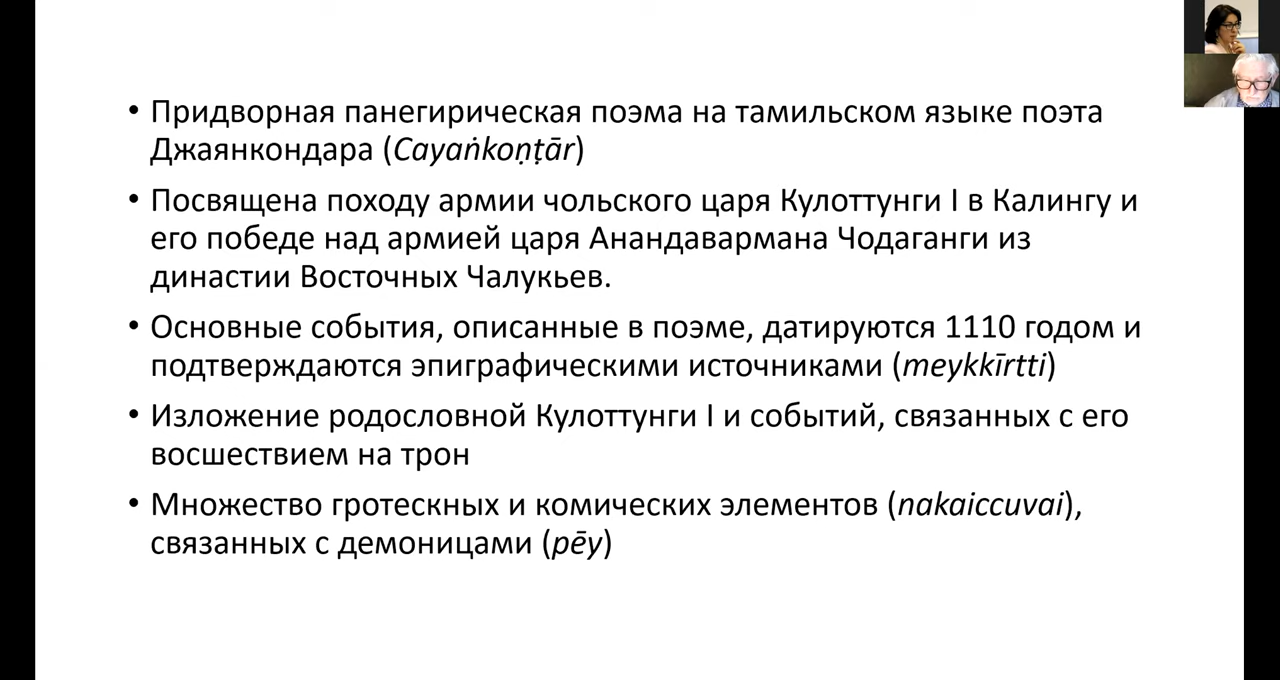 • Придворная панегирическая поэма на тамильском языке поэта
Джаянкондара (Cayaṅkoṇṭār)
• Посвящена походу армии чольского царя Кулоттунги I в Калингу и
его победе над армией царя Анандавармана Чодаганги из
династии Восточных Чалукьев.
• Основные события, описанные в поэме, датируются 1110 годом и
подтверждаются эпиграфическими источниками (meykkīrtti)
• Изложение родословной Кулоттунги I и событий, связанных с его
восшествием на трон
• Множество гротескных и комических элементов (nakaiccuvai),
связанных с демоницами (pēy)